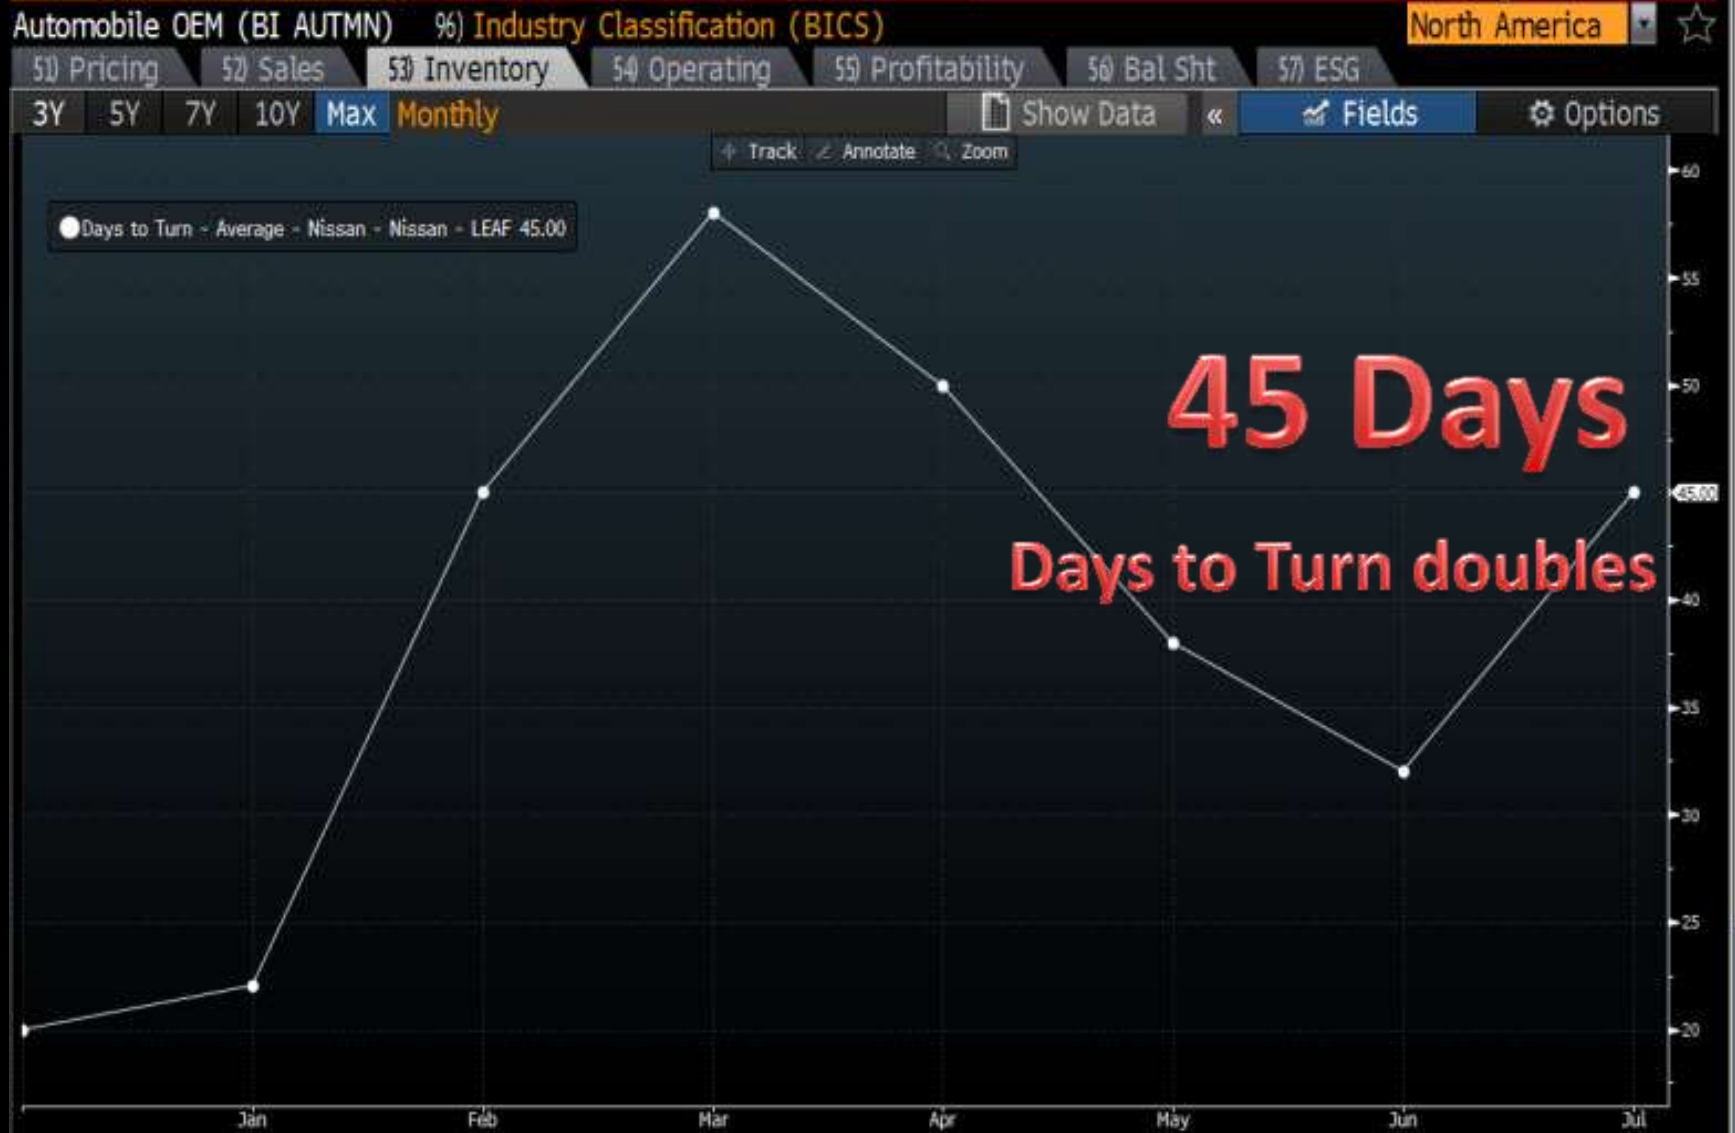 Automobile OEM (BI AUTMN) 96) Industry Classification (BICS) North America
51) Pricing 52) Sales 53) Inventory 54) Operating 55) Profitability 56) Bal Sht 57) ESG
3Y 5Y 7Y 10Y Max Monthly Show Data « Fields Options
Track Annotate Zoom
60
Days to Turn - Average - Nissan - Nissan - LEAF 45.00
55
45 Days
50
45.00
Days to Turn doubles
40
35
30
25
20
Jan Feb Mar Apr May Jun Jul